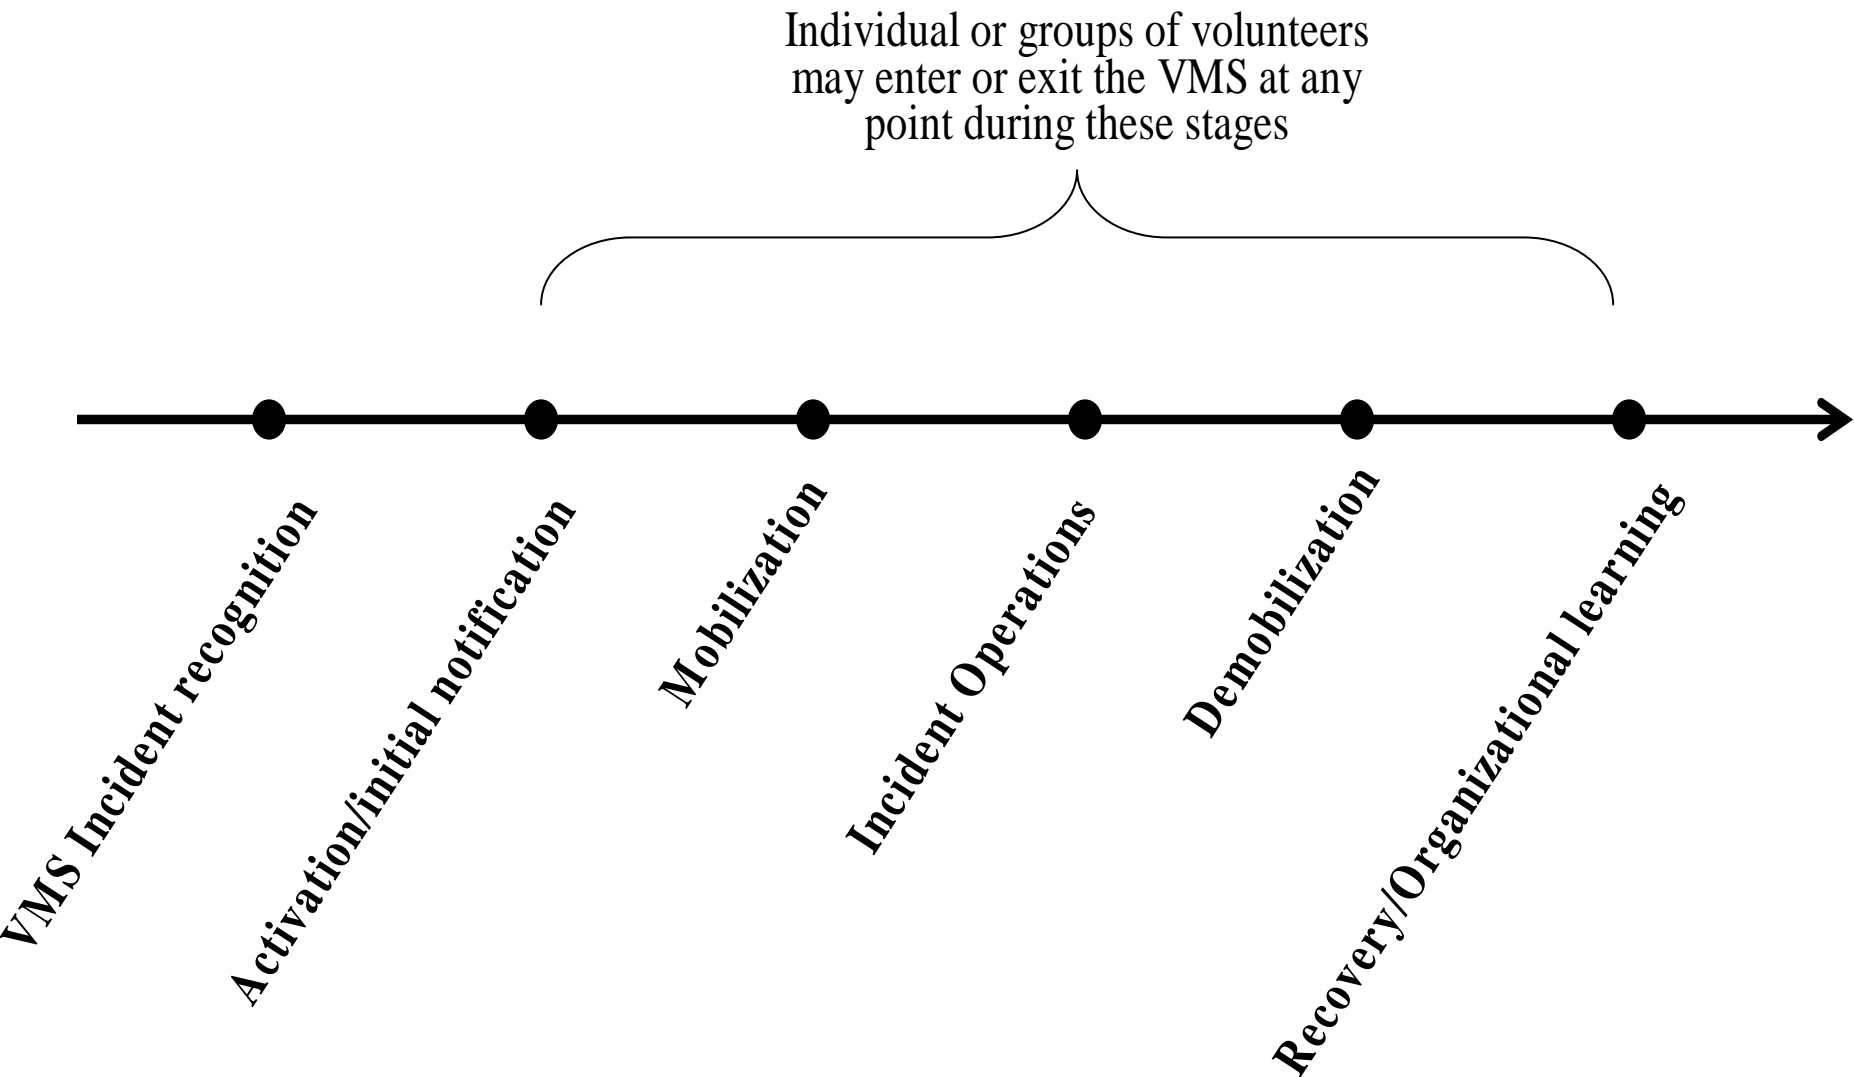 Individual or groups of volunteers
may enter or exit the VMS at any
point during these stages
VMS Incident recognition
Activation/initial notification
Mobilization
Incident Operations
Demobilization
Recovery/Organizational learning